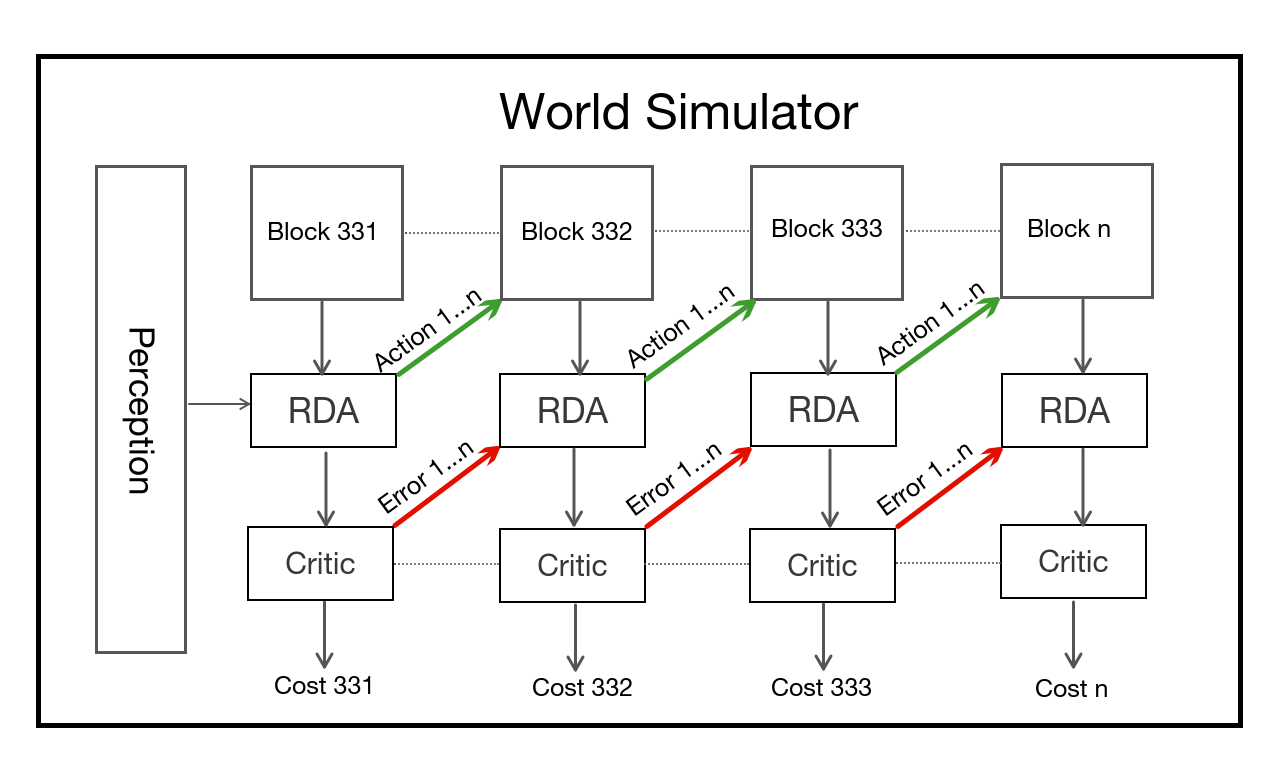 World Simulator
Perception
Block 331
Block 332
Block 333
Block n
Action 1...n
Action 1...n
Action 1...n
RDA
RDA
RDA
RDA
Error 1...n
Error 1...n
Error 1...n
Critic
Critic
Critic
Critic
Cost 331
Cost 332
Cost 333
Cost n